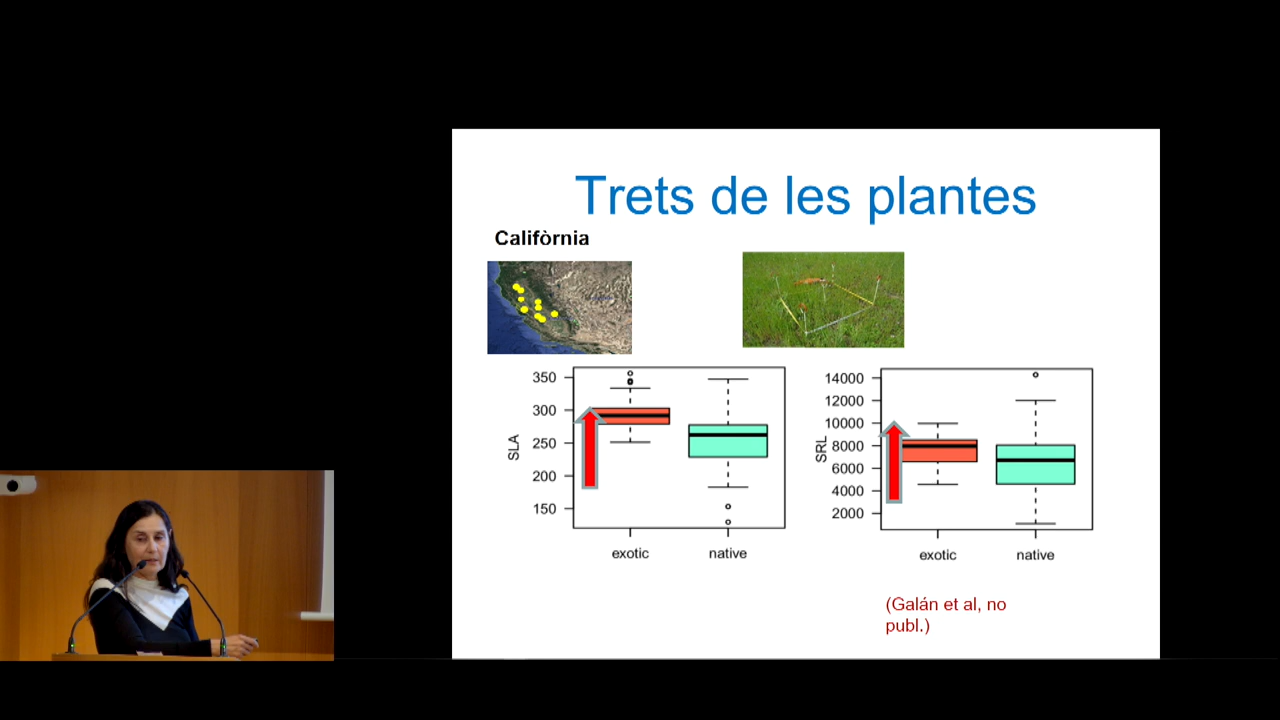 Trets de les plantes
Califòrnia
350
300
250
200
150
SLA
exotic
native
14000
12000
10000
8000
6000
4000
2000
SRL
exotic
native
(Galán et al, no
publ.)